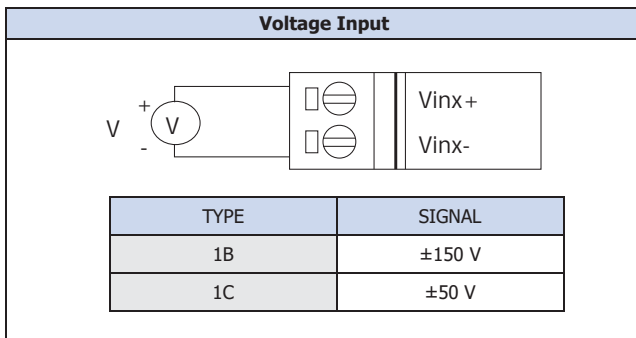 Voltage Input
+
V
V
-
Vinx+
Vinx-
TYPE SIGNAL
1B ±150 V
1C ±50 V